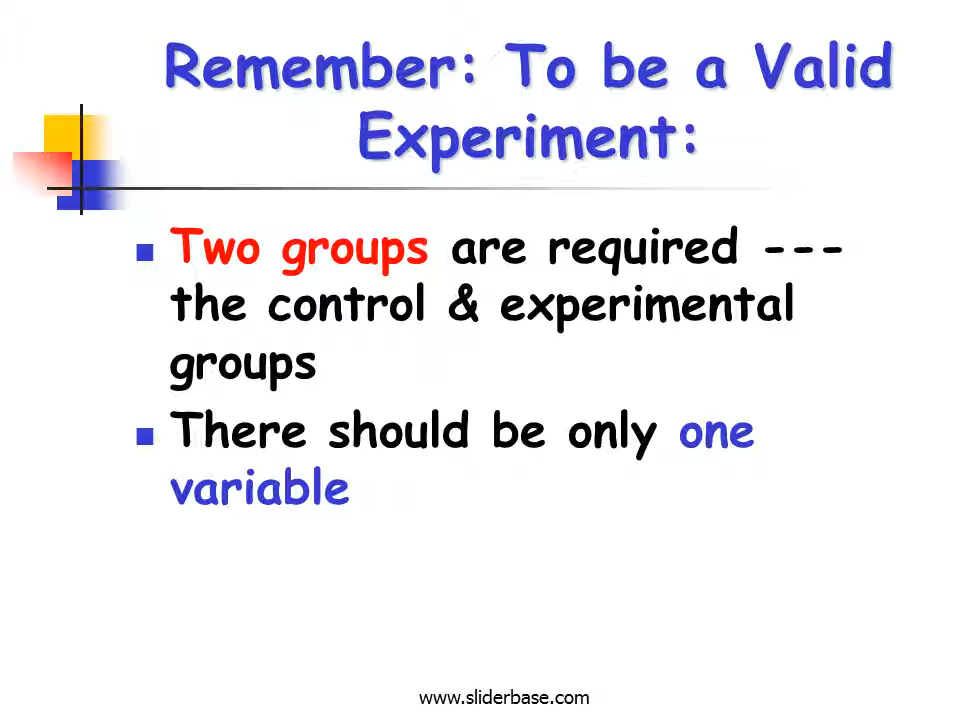 Remember: To be a Valid
Experiment:
Two groups are required ---
the control & experimental
groups
There should be only one
variable
www.sliderbase.com